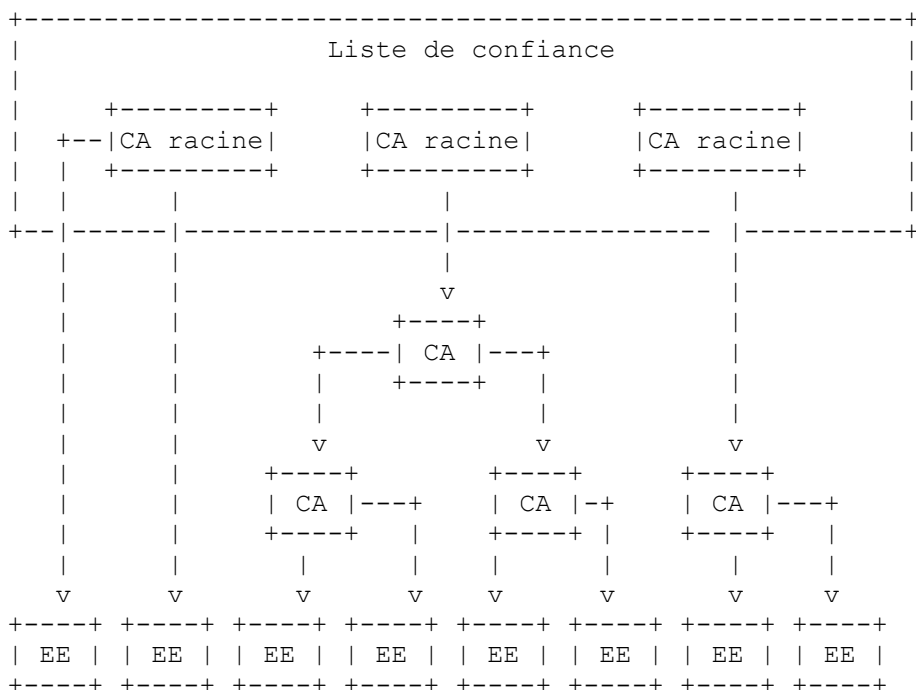 Liste de confiance
CA racine CA racine CA racine
v
CA
v v v
CA CA CA
v v v v v v v v
EE EE EE EE EE EE EE EE